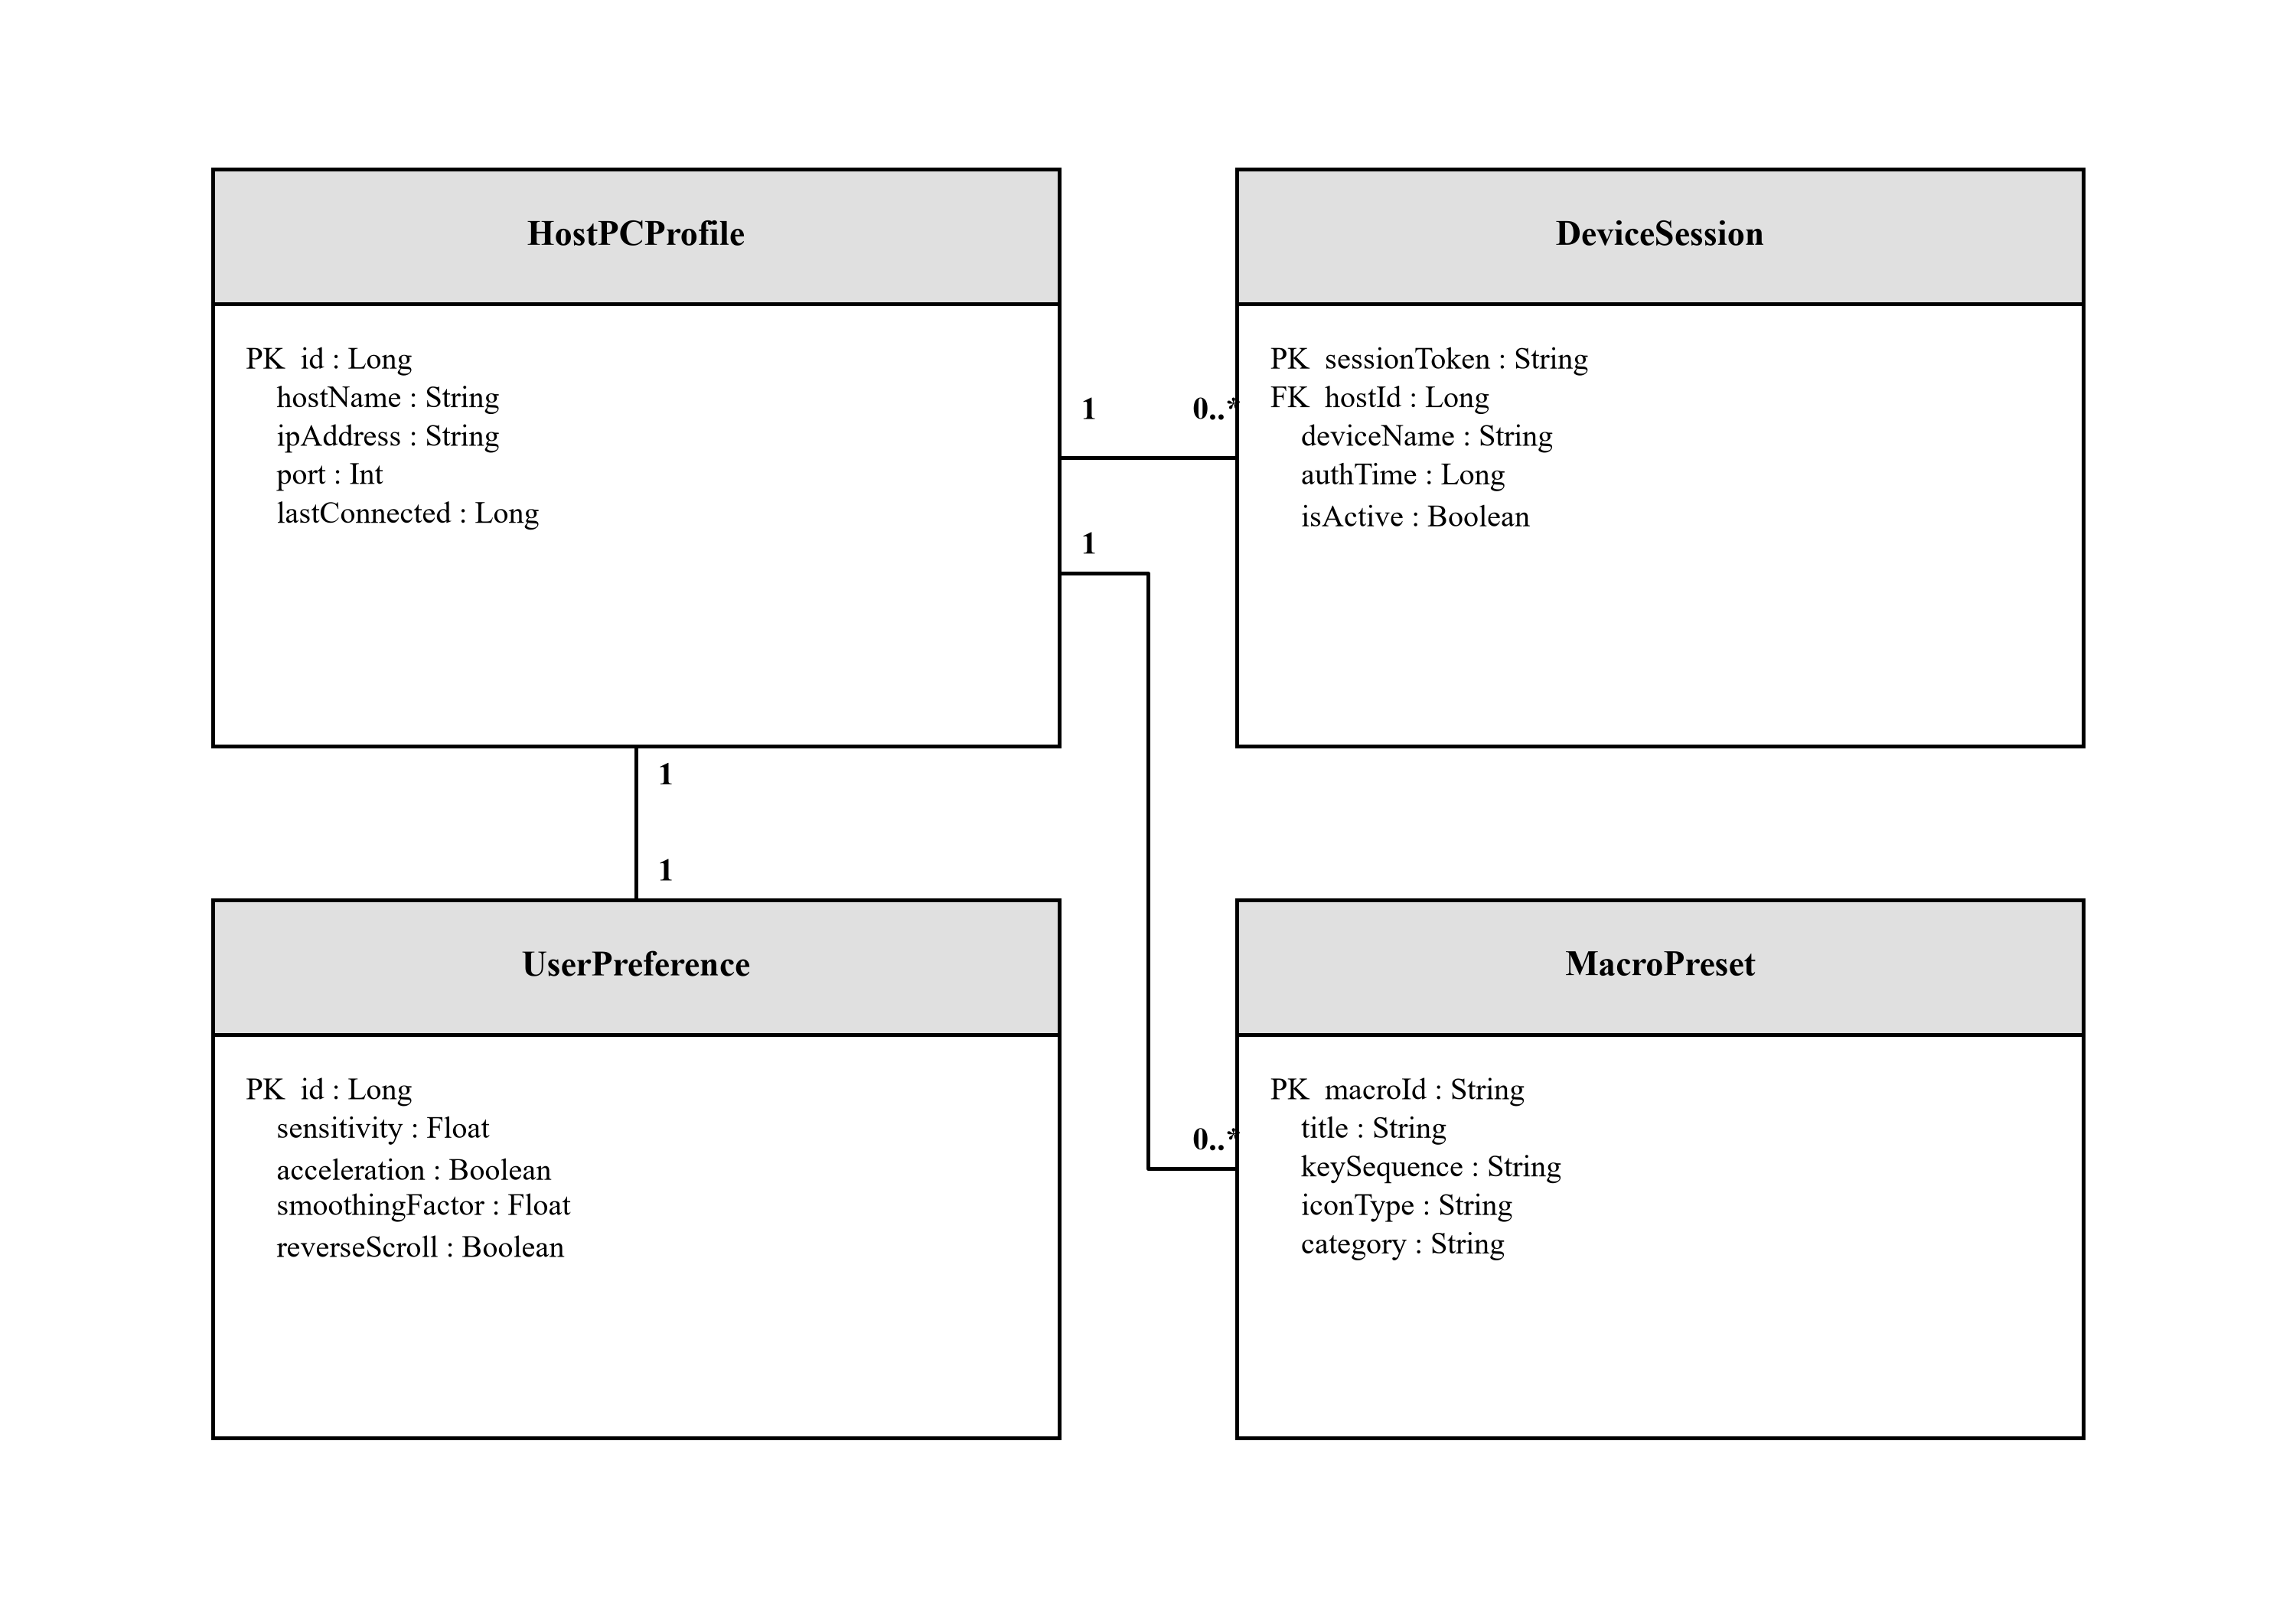 HostPCProfile
PK id : Long
hostName : String
ipAddress : String
port : Int
lastConnected : Long
1
0..*
1
DeviceSession
PK sessionToken : String
FK hostId : Long
deviceName : String
authTime : Long
isActive : Boolean
1
1
UserPreference
PK id : Long
sensitivity : Float
acceleration : Boolean
smoothingFactor : Float
reverseScroll : Boolean
0..*
MacroPreset
PK macroId : String
title : String
keySequence : String
iconType : String
category : String